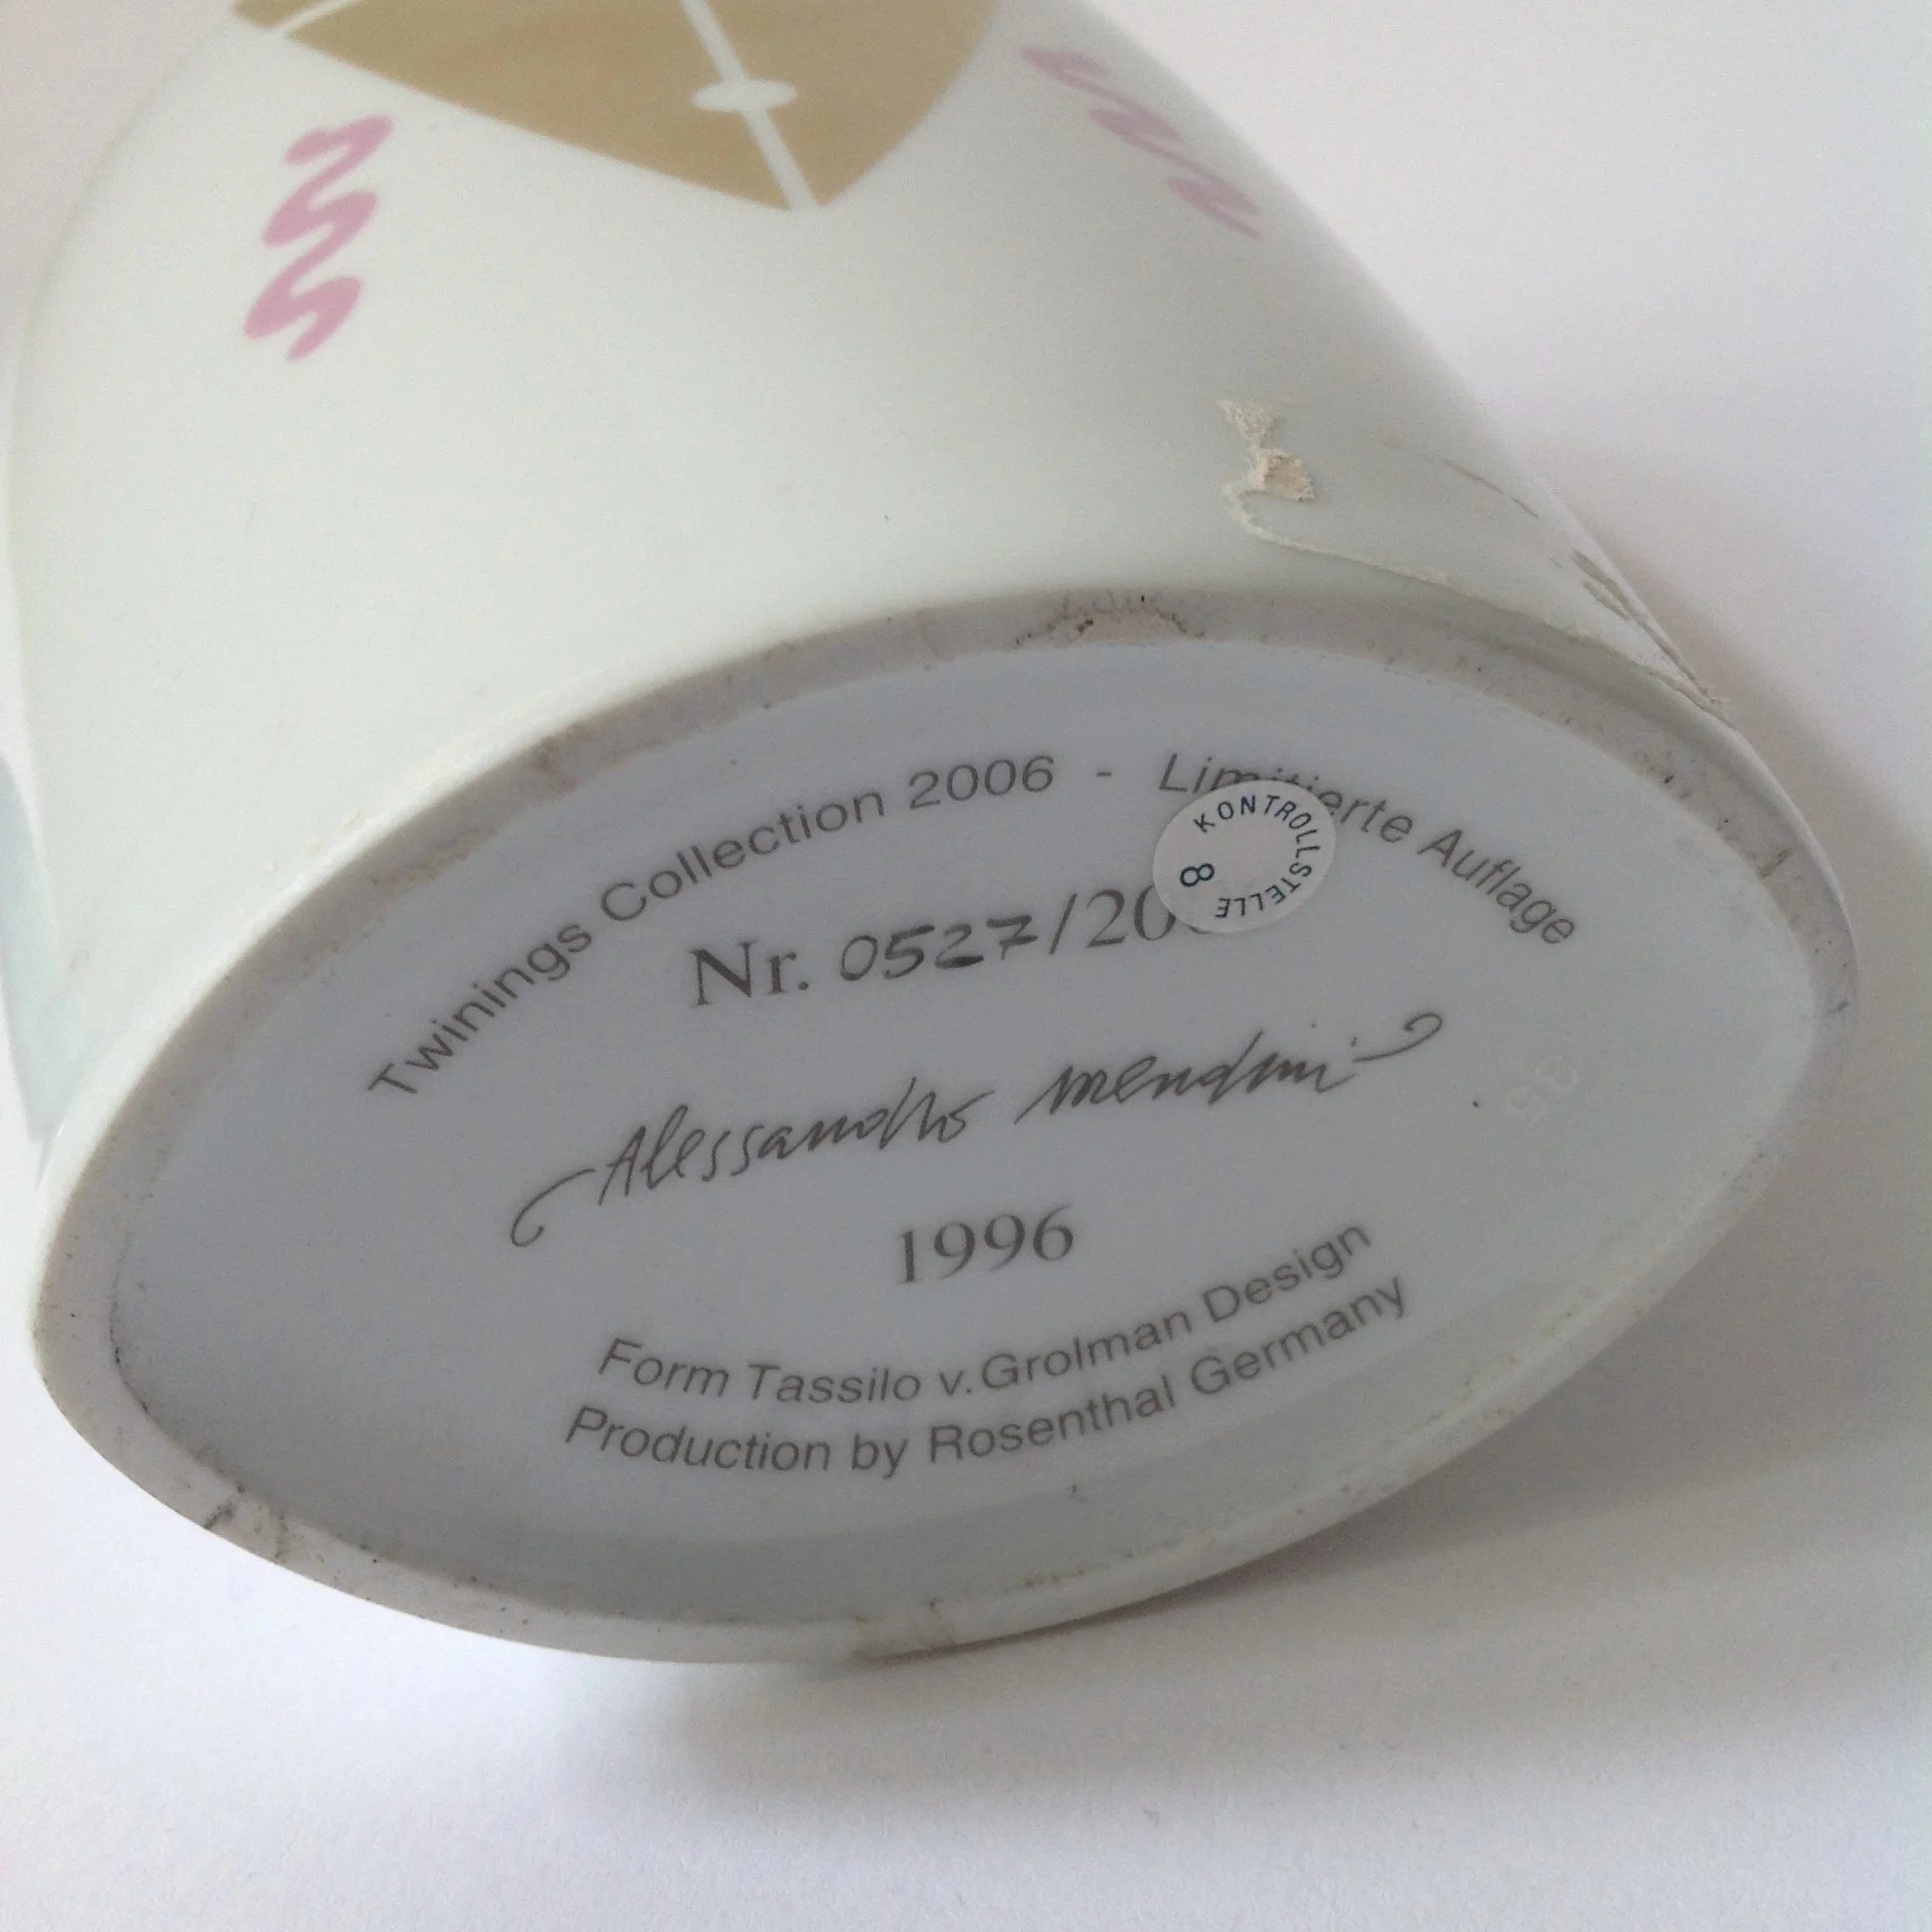 Twinings Collection 2006 - Limitierte Auflage
KONTROLLSTELLE
8
Nr. 0527/20
Alessandro Mendini
1996
Form Tassilo v. Grolman Design
Production by Rosenthal Germany
35